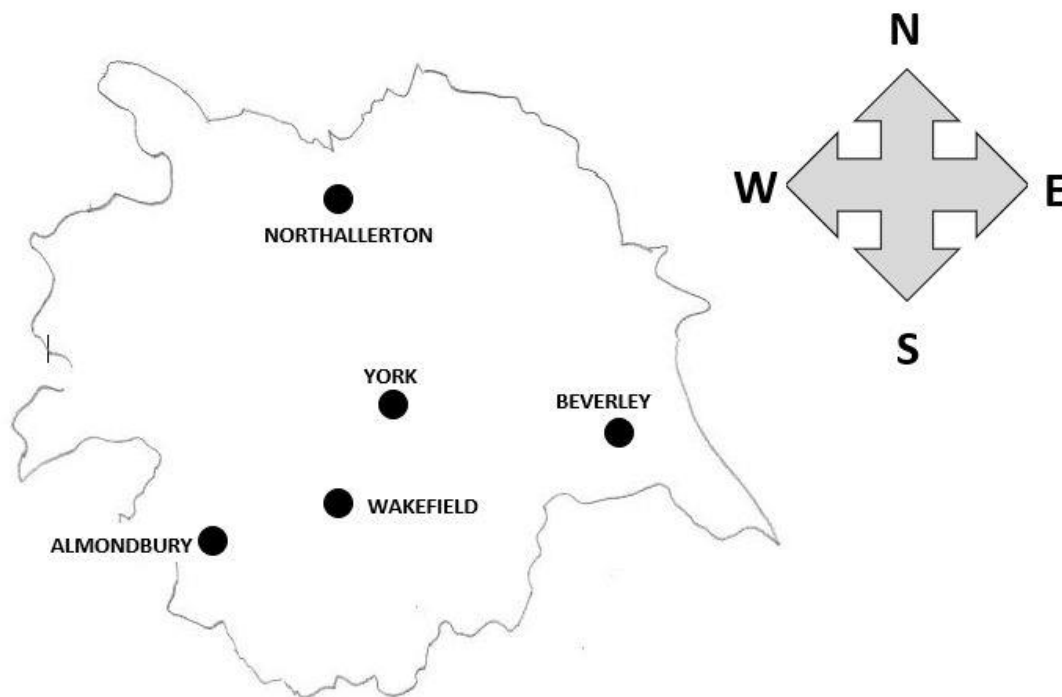 N
W
E
S
NORTHALLERTON
YORK
BEVERLEY
WAKEFIELD
ALMONDBURY